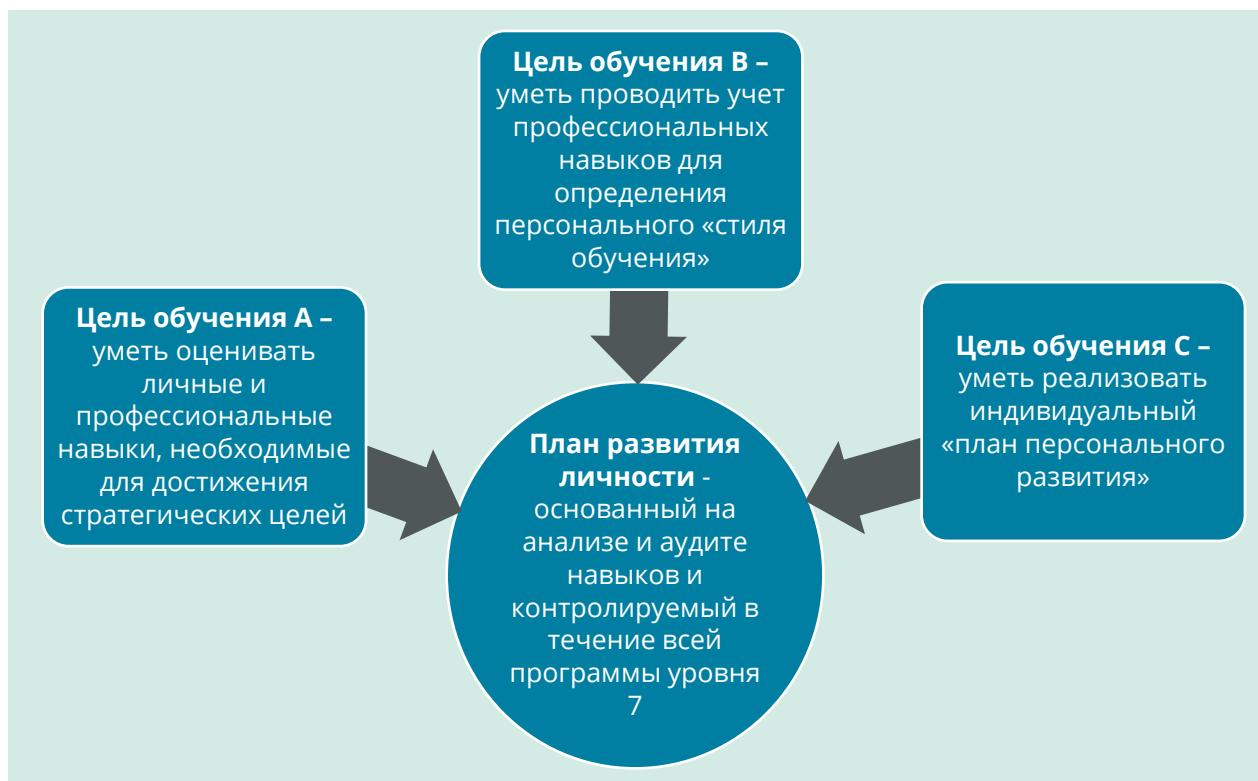 Цель обучения B –
уметь проводить учет
профессиональных
навыков для
определения
персонального «стиля
обучения»
Цель обучения A –
уметь оценивать
личные и
профессиональные
навыки, необходимые
для достижения
стратегических целей
Цель обучения C –
уметь реализовать
индивидуальный
«план персонального
развития»
План развития
личности -
основанный на
анализе и аудите
навыков и
контролируемый в
течение всей
программы уровня
7